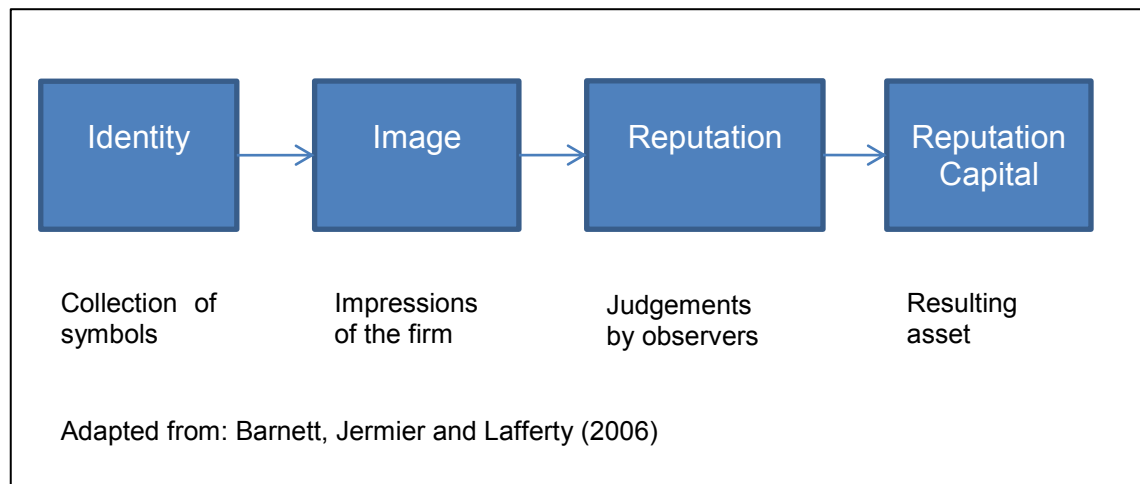 Identity
Image
Reputation
Reputation
Capital
Collection of
symbols
Impressions
of the firm
Judgements
by observers
Resulting
asset
Adapted from: Barnett, Jermier and Lafferty (2006)